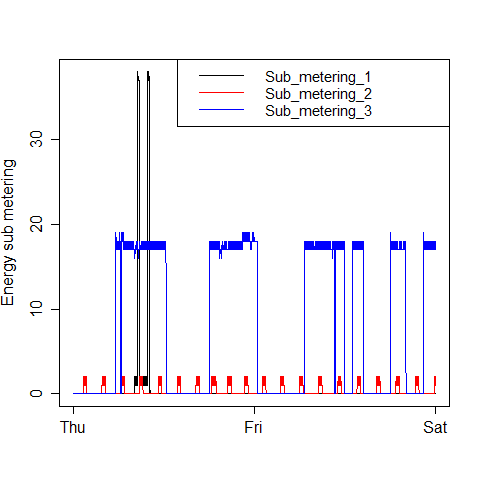 Sub_metering_1
Sub_metering_2
Sub_metering_3
Energy sub metering
30
20
10
0
Thu Fri Sat